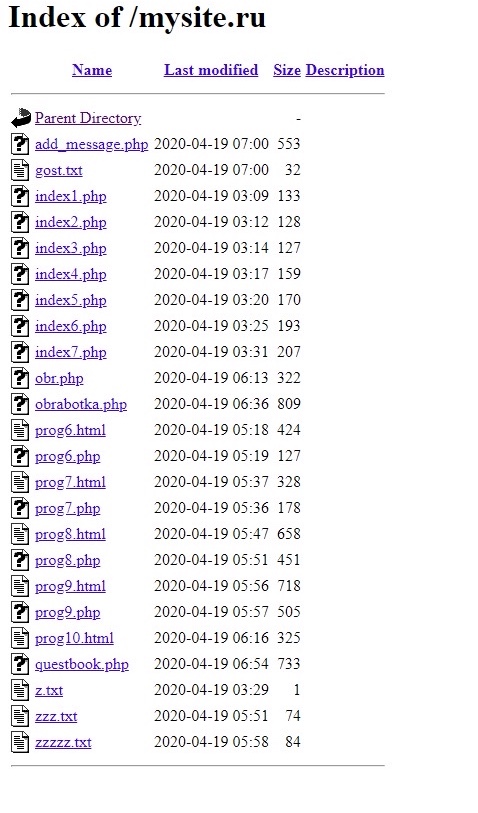 Index of /mysite.ru
Name Last modified Size Description
Parent Directory -
add_message.php 2020-04-19 07:00 553
gost.txt 2020-04-19 07:00 32
index1.php 2020-04-19 03:09 133
index2.php 2020-04-19 03:12 128
index3.php 2020-04-19 03:14 127
index4.php 2020-04-19 03:17 159
index5.php 2020-04-19 03:20 170
index6.php 2020-04-19 03:25 193
index7.php 2020-04-19 03:31 207
obr.php 2020-04-19 06:13 322
obrabotka.php 2020-04-19 06:36 809
prog6.html 2020-04-19 05:18 424
prog6.php 2020-04-19 05:19 127
prog7.html 2020-04-19 05:37 328
prog7.php 2020-04-19 05:36 178
prog8.html 2020-04-19 05:47 658
prog8.php 2020-04-19 05:51 451
prog9.html 2020-04-19 05:56 718
prog9.php 2020-04-19 05:57 505
prog10.html 2020-04-19 06:16 325
questbook.php 2020-04-19 06:54 733
z.txt 2020-04-19 03:29 1
zzz.txt 2020-04-19 05:51 74
zzzzz.txt 2020-04-19 05:58 84